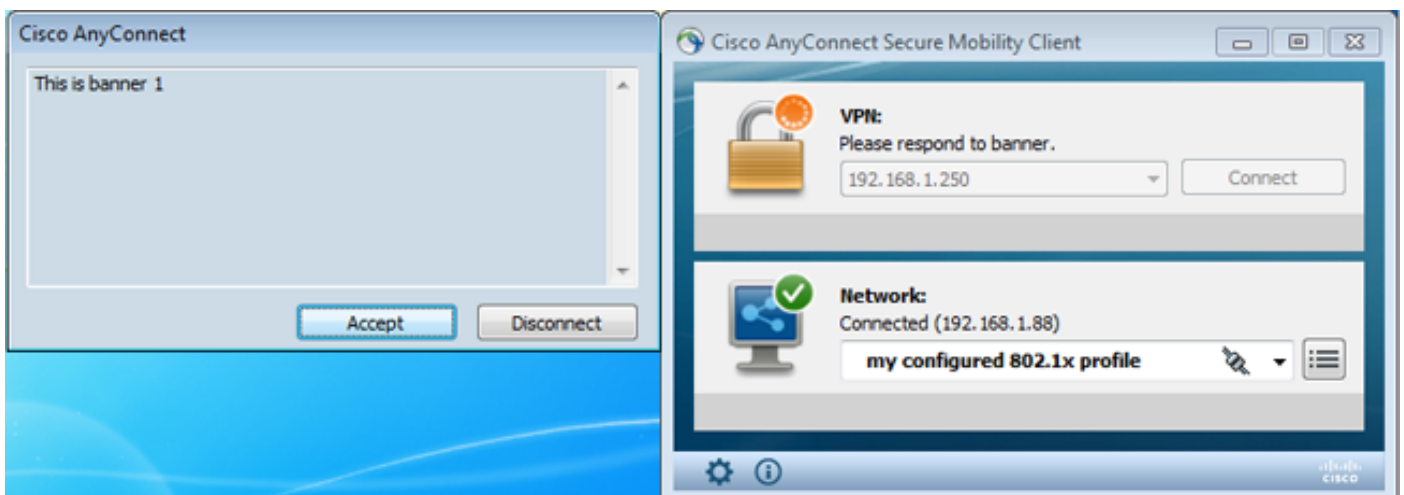 Cisco AnyConnect
This is banner 1
Accept
Disconnect
Cisco AnyConnect Secure Mobility Client
VPN:
Please respond to banner.
192.168.1.250
Connect
Network:
Connected (192.168.1.88)
my configured 802.1x profile
CISCO